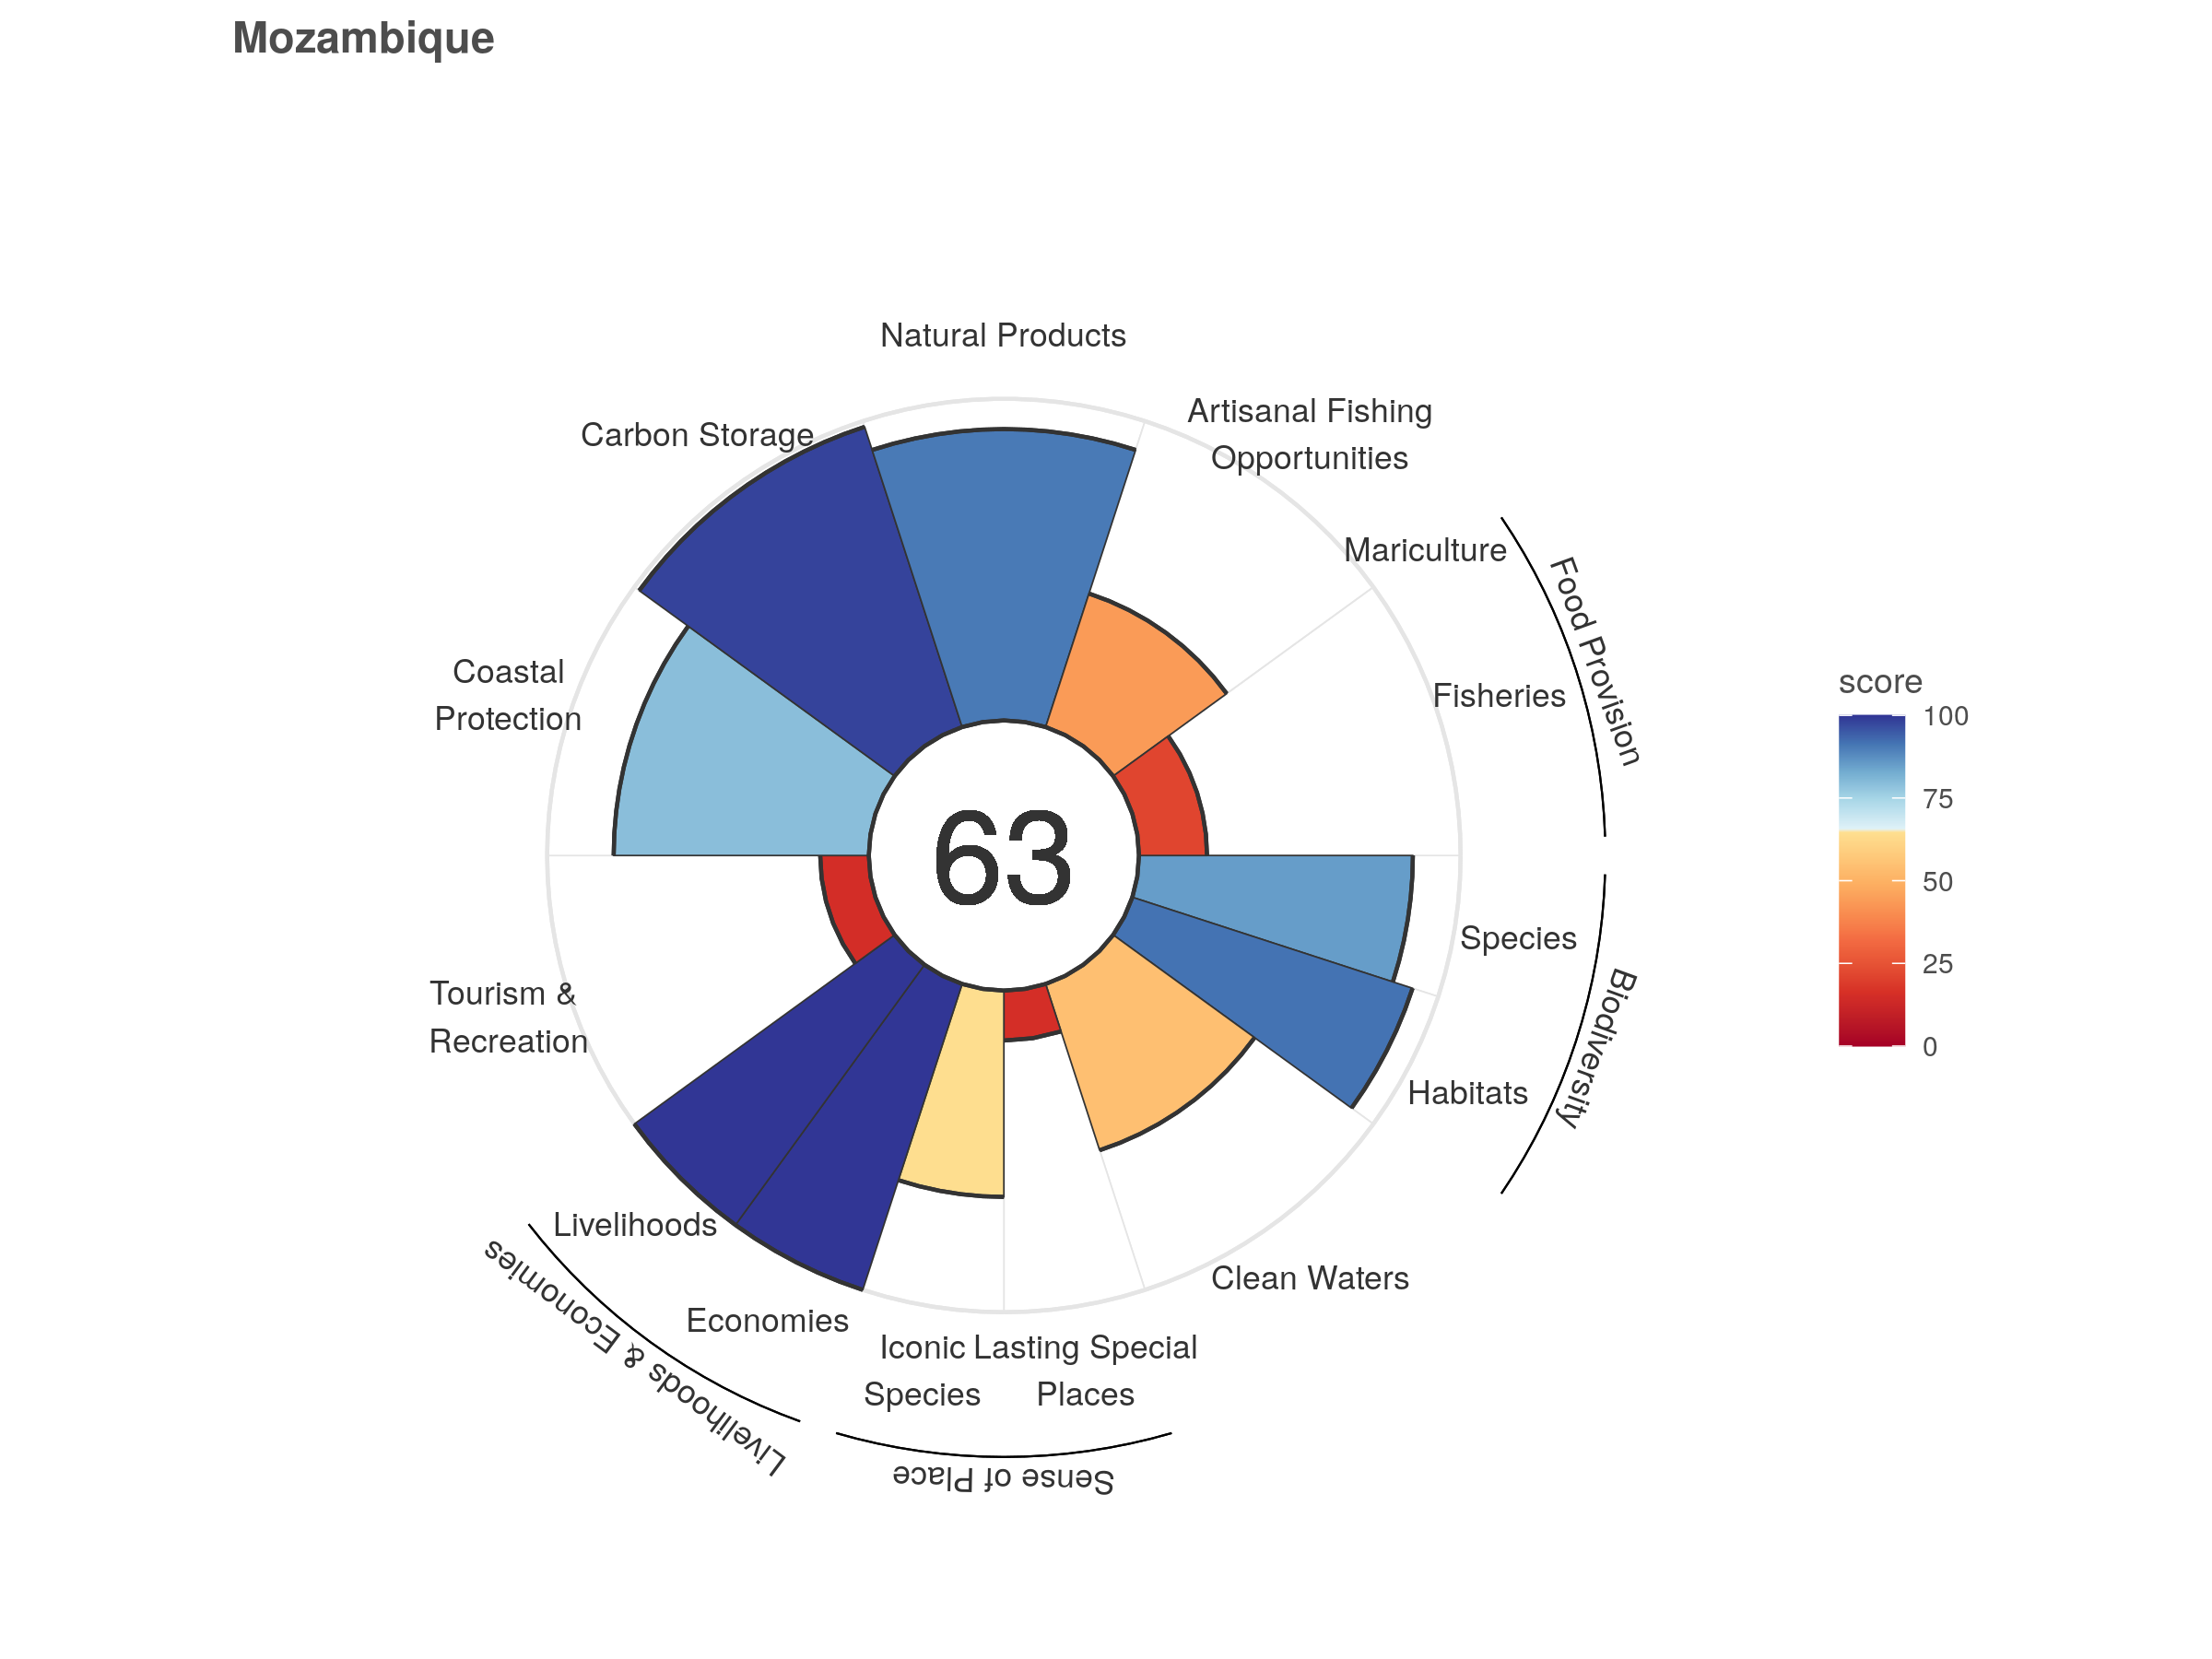 Mozambique
Natural Products
Artisanal Fishing
Opportunities
Carbon Storage
Mariculture
Food Provision
Fisheries
Coastal
Protection
score
100
75
50
25
0
63
Species
Biodiversity
Habitats
Tourism &
Recreation
Livelihoods
Clean Waters
Economies
Livelihoods & Economies
Iconic
Species
Lasting Special
Places
Sense of Place